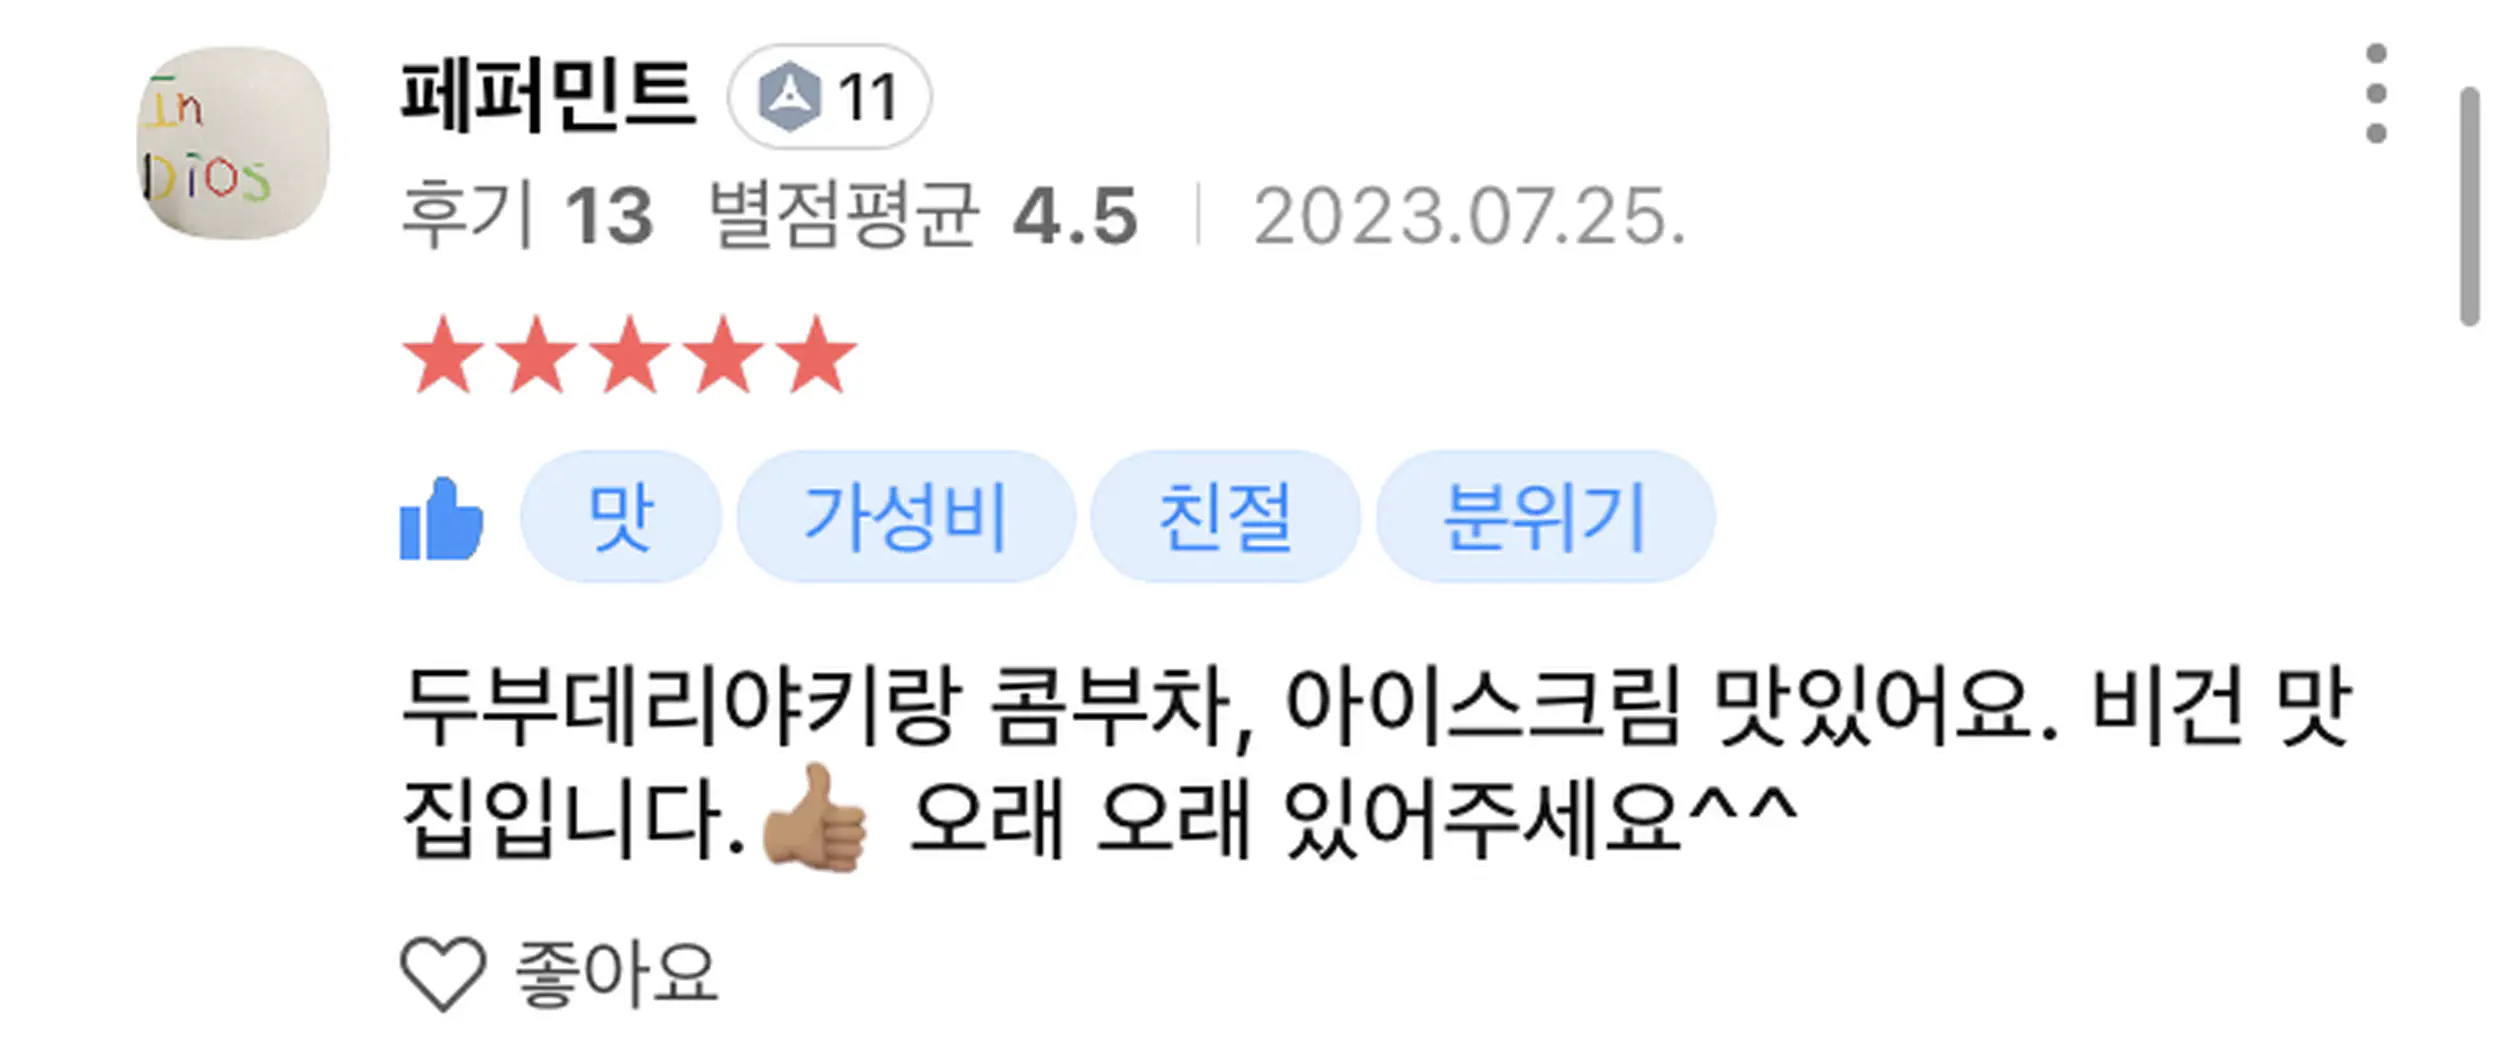 In
Dios
페퍼민트 11
후기 13 별점평균 4.5 2023.07.25.
★★★★★
맛 가성비 친절 분위기
두부데리야키랑 콤부차, 아이스크림 맛있어요. 비건 맛
집입니다.👍🏽 오래 오래 있어주세요^^
좋아요